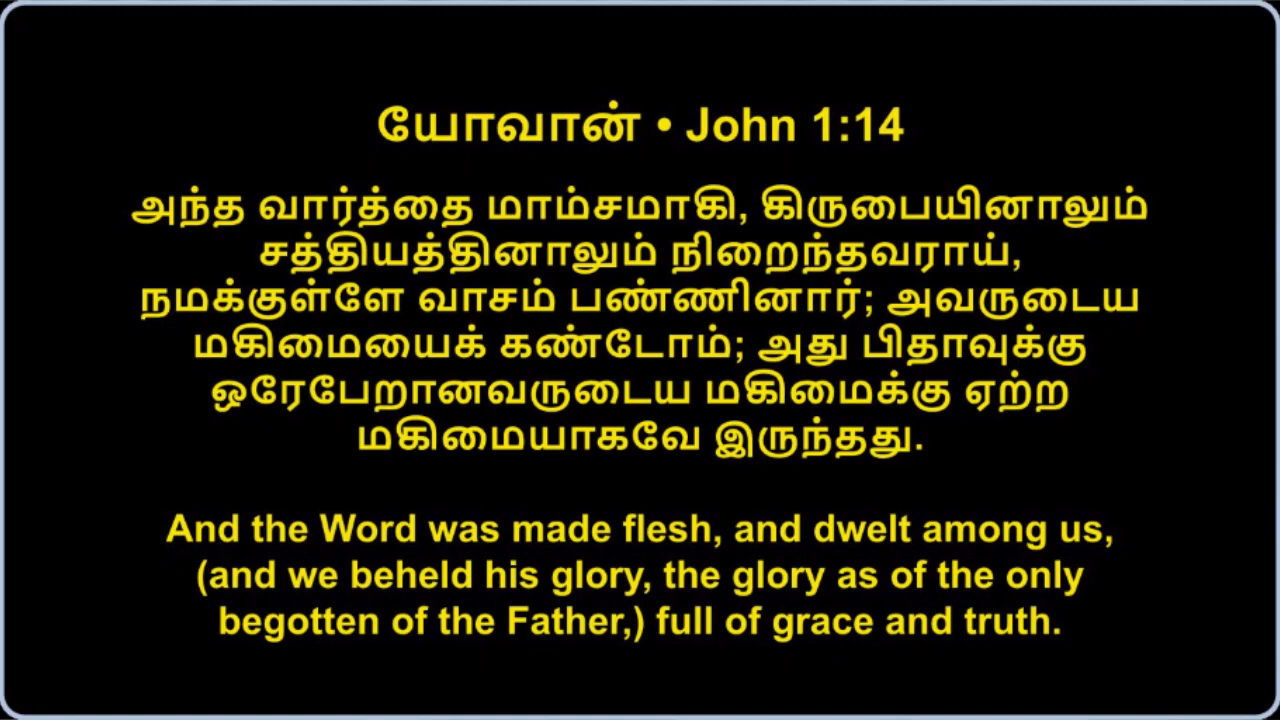 யோவான் • John 1:14
அந்த வார்த்தை மாம்சமாகி, கிருபையினாலும்
சத்தியத்தினாலும் நிறைந்தவராய்,
நமக்குள்ளே வாசம் பண்ணினார்; அவருடைய
மகிமையைக் கண்டோம்; அது பிதாவுக்கு
ஒரேபேறானவருடைய மகிமைக்கு ஏற்ற
மகிமையாகவே இருந்தது.
And the Word was made flesh, and dwelt among us,
(and we beheld his glory, the glory as of the only
begotten of the Father,) full of grace and truth.